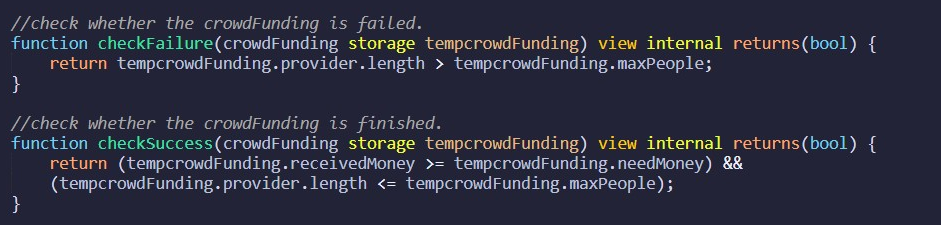 //check whether the crowdFunding is failed.
function checkFailure(crowdFunding storage tempcrowdFunding) view internal returns(bool) {
    return tempcrowdFunding.provider.length > tempcrowdFunding.maxPeople;
}
//check whether the crowdFunding is finished.
function checkSuccess(crowdFunding storage tempcrowdFunding) view internal returns(bool) {
    return (tempcrowdFunding.receivedMoney >= tempcrowdFunding.needMoney) &&
    (tempcrowdFunding.provider.length <= tempcrowdFunding.maxPeople);
}